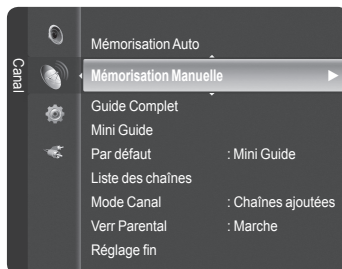 Canal
Mémorisation Auto
Mémorisation Manuelle
Guide Complet
Mini Guide
Par défaut : Mini Guide
Liste des chaînes
Mode Canal : Chaînes ajoutées
Verr Parental : Marche
Réglage fin